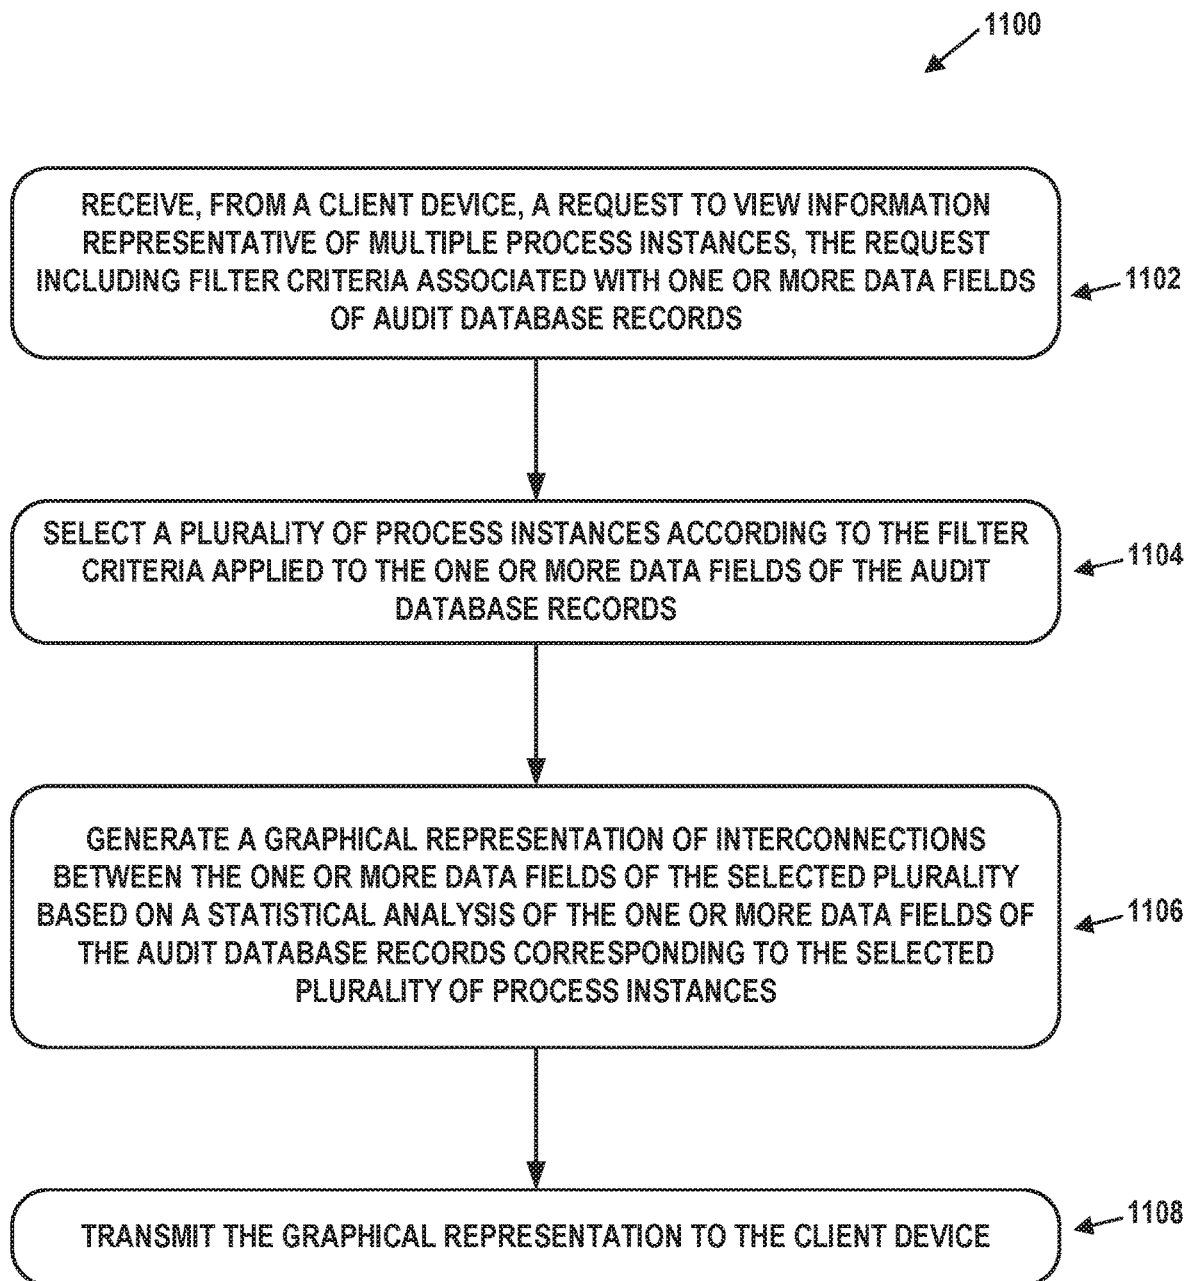 1100
RECEIVE, FROM A CLIENT DEVICE, A REQUEST TO VIEW INFORMATION
REPRESENTATIVE OF MULTIPLE PROCESS INSTANCES, THE REQUEST
INCLUDING FILTER CRITERIA ASSOCIATED WITH ONE OR MORE DATA FIELDS
OF AUDIT DATABASE RECORDS
1102
SELECT A PLURALITY OF PROCESS INSTANCES ACCORDING TO THE FILTER
CRITERIA APPLIED TO THE ONE OR MORE DATA FIELDS OF THE AUDIT
DATABASE RECORDS
1104
GENERATE A GRAPHICAL REPRESENTATION OF INTERCONNECTIONS
BETWEEN THE ONE OR MORE DATA FIELDS OF THE SELECTED PLURALITY
BASED ON A STATISTICAL ANALYSIS OF THE ONE OR MORE DATA FIELDS OF
THE AUDIT DATABASE RECORDS CORRESPONDING TO THE SELECTED
PLURALITY OF PROCESS INSTANCES
1106
TRANSMIT THE GRAPHICAL REPRESENTATION TO THE CLIENT DEVICE
1108